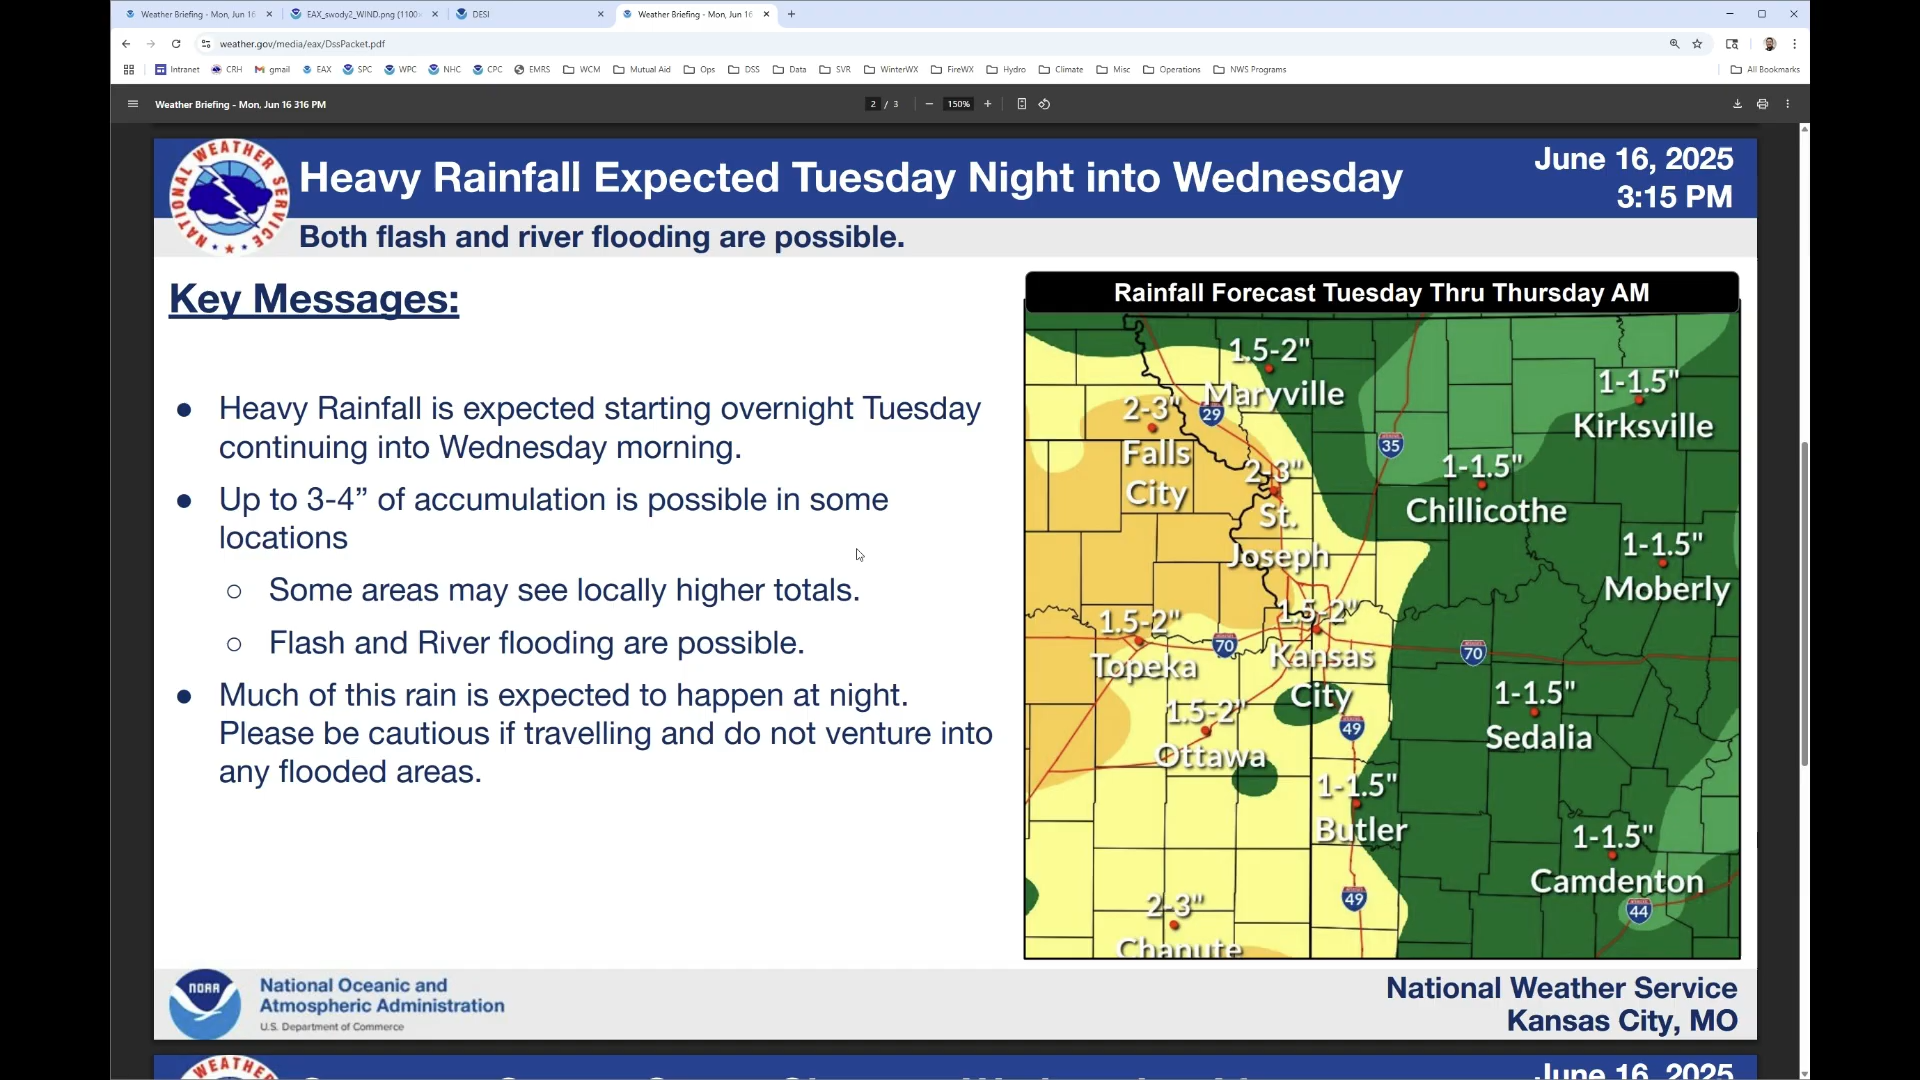 Weather Briefing - Mon, Jun 16
EAX_swody2_WIND.png (1100×
DESI
Weather Briefing - Mon, Jun 16
weather.gov/media/eax/DssPacket.pdf
Intranet CRH gmail EAX SPC WPC NHC CPC EMRS WCM Mutual Aid Ops DSS Data SVR WinterWX FireWX Hydro Climate Misc Operations NWS Programs All Bookmarks
Weather Briefing - Mon, Jun 16 316 PM
2 / 3
150%
NATIONAL WEATHER SERVICE
Heavy Rainfall Expected Tuesday Night into Wednesday
June 16, 2025
3:15 PM
Both flash and river flooding are possible.
Key Messages:
● Heavy Rainfall is expected starting overnight Tuesday
continuing into Wednesday morning.
● Up to 3-4” of accumulation is possible in some
locations
○ Some areas may see locally higher totals.
○ Flash and River flooding are possible.
● Much of this rain is expected to happen at night.
Please be cautious if travelling and do not venture into
any flooded areas.
Rainfall Forecast Tuesday Thru Thursday AM
1.5-2"
Maryville
1-1.5"
Kirksville
2-3"
Falls
City
29
35
2-3"
St.
Joseph
1-1.5"
Chillicothe
1-1.5"
Moberly
1.5-2"
Topeka
70
1.5-2"
Kansas
City
70
1.5-2"
Ottawa
49
1-1.5"
Sedalia
1-1.5"
Butler
1-1.5"
Camdenton
49
44
2-3"
Chanute
NOAA
National Oceanic and
Atmospheric Administration
U.S. Department of Commerce
National Weather Service
Kansas City, MO
WEATHER
June 16, 2025